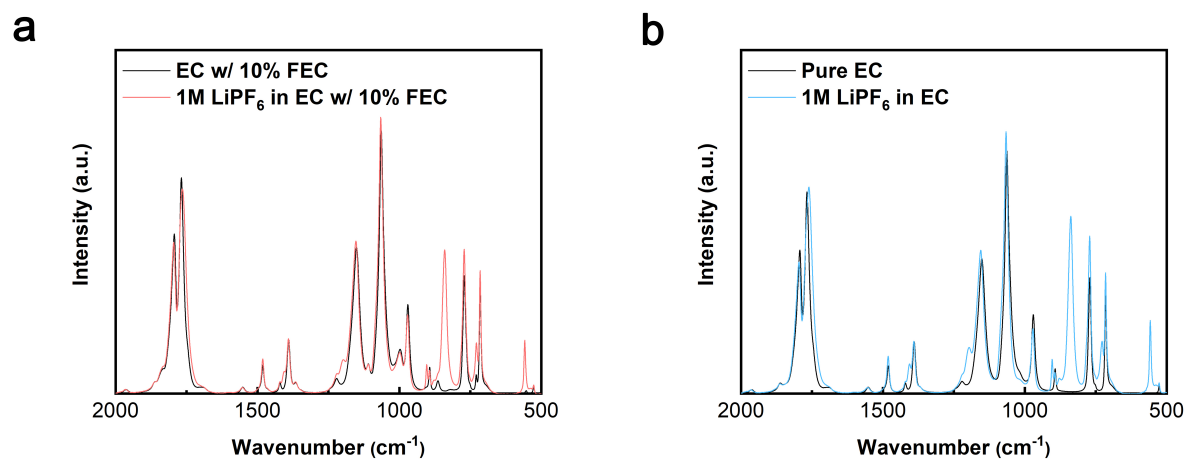 a
EC w/ 10% FEC
1M LiPF₆ in EC w/ 10% FEC
Intensity (a.u.)
2000 1500 1000 500
Wavenumber (cm⁻¹)
b
Pure EC
1M LiPF₆ in EC
Intensity (a.u.)
2000 1500 1000 500
Wavenumber (cm⁻¹)